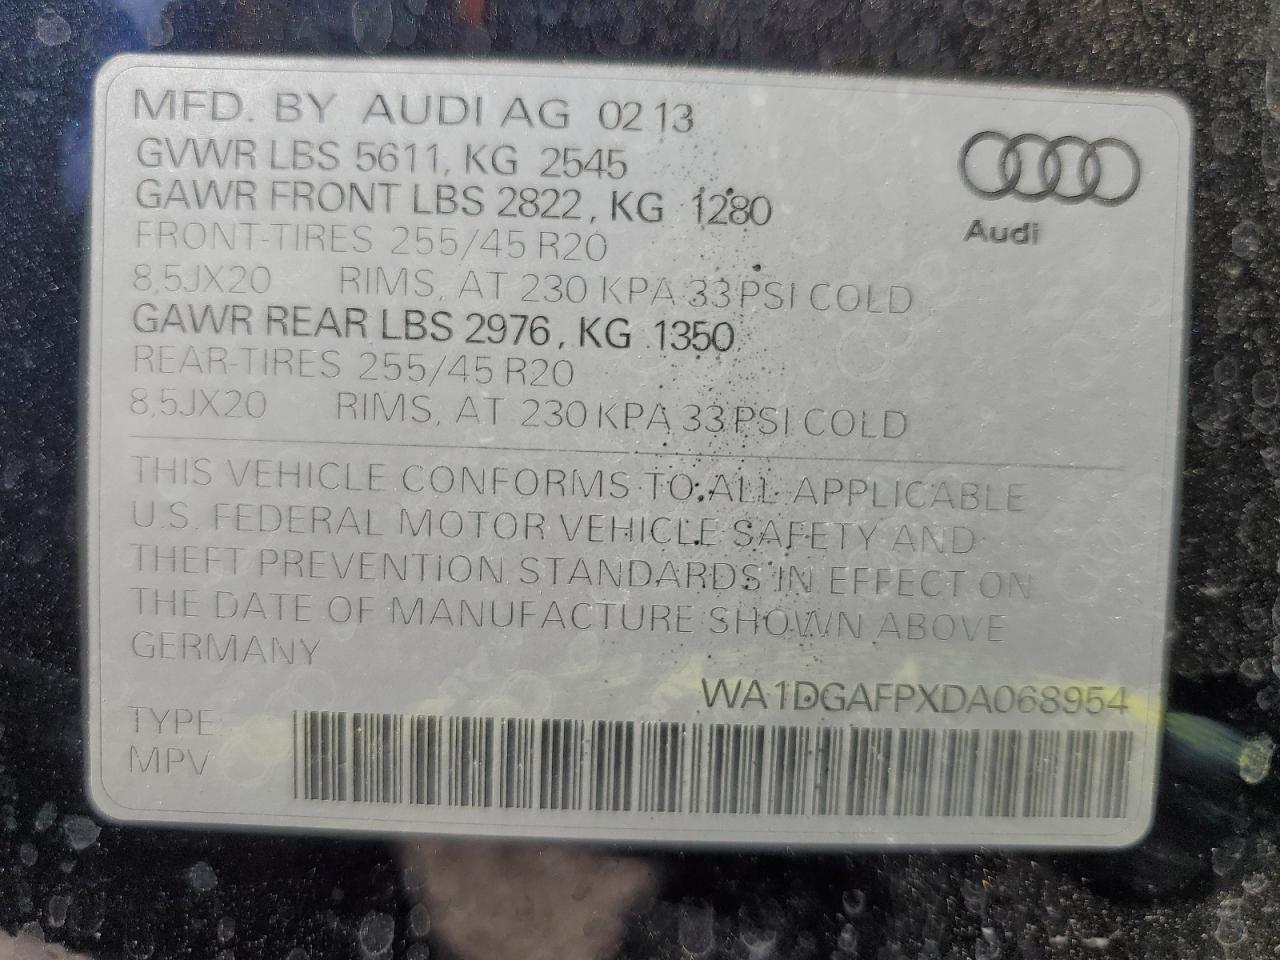 MFD. BY AUDI AG 02 13
GVWR LBS 5611, KG 2545
GAWR FRONT LBS 2822, KG 1280
FRONT-TIRES 255/45 R20
8,5JX20 RIMS, AT 230 KPA 33 PSI COLD
GAWR REAR LBS 2976, KG 1350
REAR-TIRES 255/45 R20
8,5JX20 RIMS, AT 230 KPA 33 PSI COLD
Audi
THIS VEHICLE CONFORMS TO ALL APPLICABLE
U.S. FEDERAL MOTOR VEHICLE SAFETY AND
THEFT PREVENTION STANDARDS IN EFFECT ON
THE DATE OF MANUFACTURE SHOWN ABOVE
GERMANY
WA1DGAFPXDA068954
TYPE
MPV